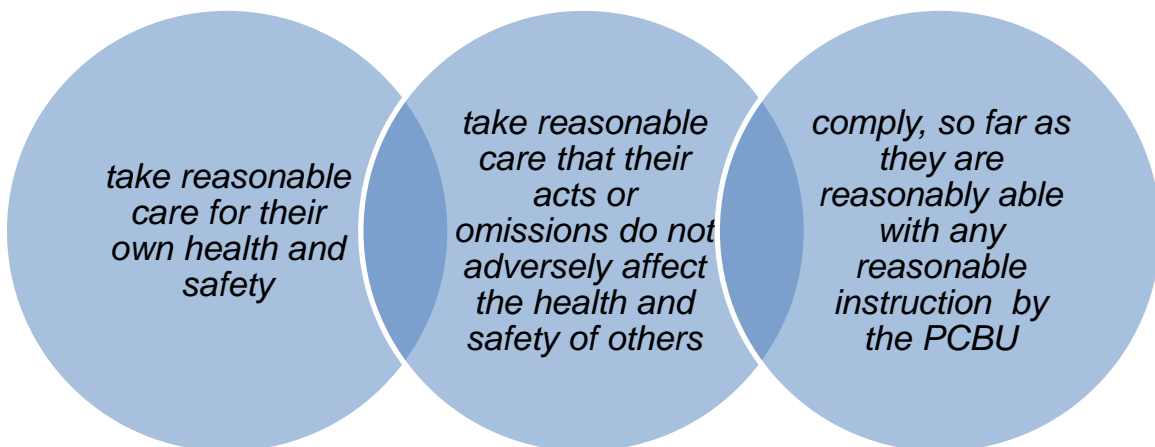 take reasonable
care for their
own health and
safety
take reasonable
care that their
acts or
omissions do not
adversely affect
the health and
safety of others
comply, so far as
they are
reasonably able
with any
reasonable
instruction  by
the PCBU